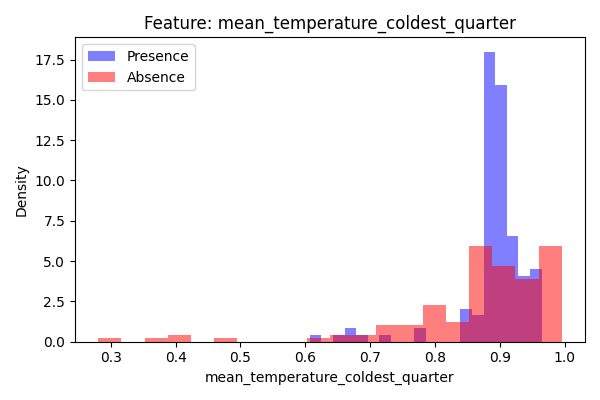 Feature: mean_temperature_coldest_quarter
Presence
Absence
17.5
15.0
12.5
10.0
7.5
5.0
2.5
0.0
Density
0.3 0.4 0.5 0.6 0.7 0.8 0.9 1.0
mean_temperature_coldest_quarter